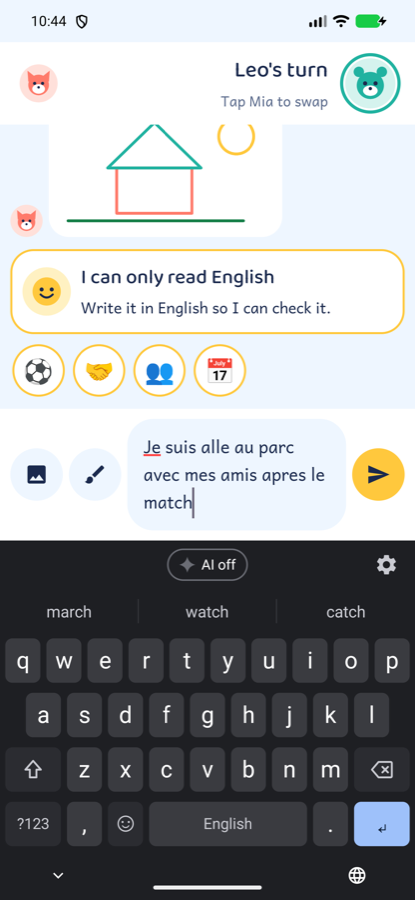 10:44
Leo's turn
Tap Mia to swap
I can only read English
Write it in English so I can check it.
JUL
17
Je suis alle au parc
avec mes amis apres le
match
AI off
march watch catch
q w e r t y u i o p
a s d f g h j k l
z x c v b n m
?123 , English .